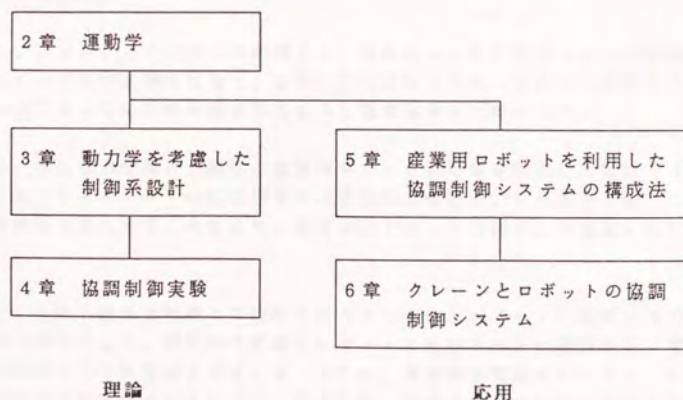 2章 運動学
3章 動力学を考慮した
制御系設計
4章 協調制御実験
理論
5章 産業用ロボットを利用した
協調制御システムの構成法
6章 クレーンとロボットの協調
制御システム
応用